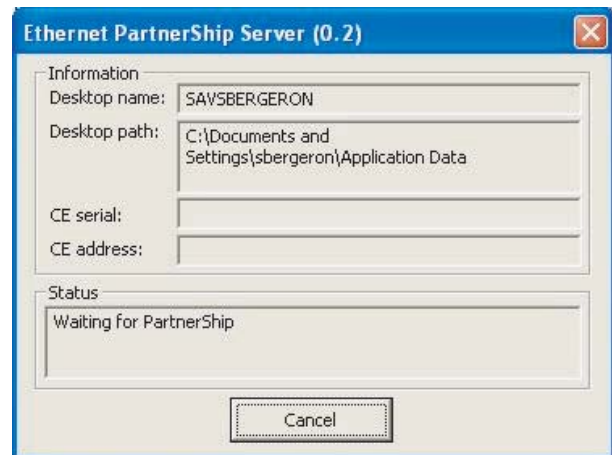 Ethernet PartnerShip Server (0.2)
Information
Desktop name: SAVSBERGERON
Desktop path: C:\Documents and
Settings\sbergeron\Application Data
CE serial:
CE address:
Status
Waiting for PartnerShip
Cancel